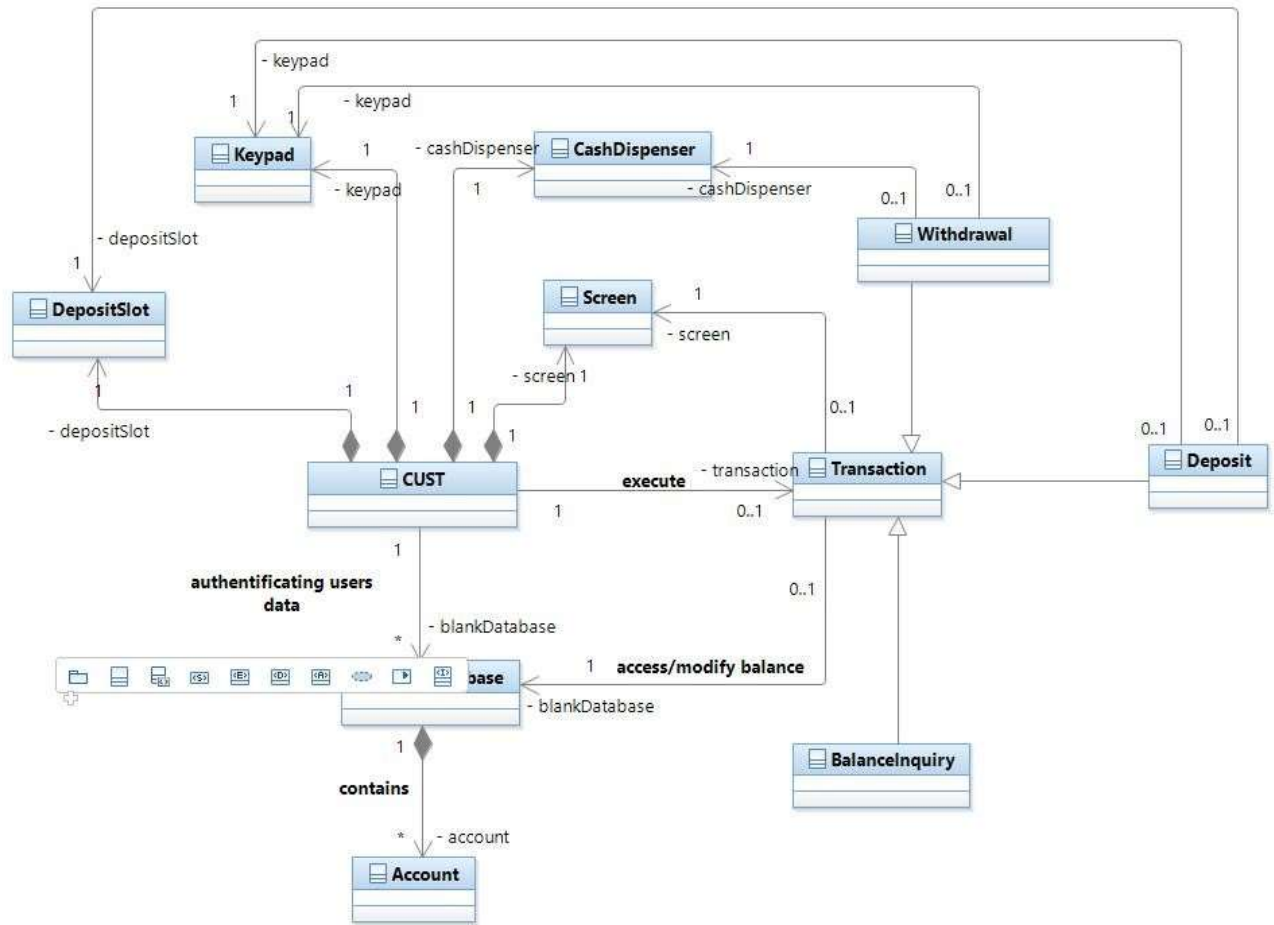 - keypad
1
- keypad
1
Keypad
1
- keypad
- cashDispenser
1
CashDispenser
1
- cashDispenser
0..1
0..1
Withdrawal
- depositSlot
1
DepositSlot
1
- depositSlot
Screen
1
- screen
- screen 1
1
1
1
1
0..1
0..1
0..1
CUST
execute
- transaction
Transaction
Deposit
1
0..1
1
authentificating users
data
0..1
- blankDatabase
*
base
1
access/modify balance
- blankDatabase
1
contains
BalanceInquiry
*
- account
Account
<S>
<E>
<D>
<A>
<I>